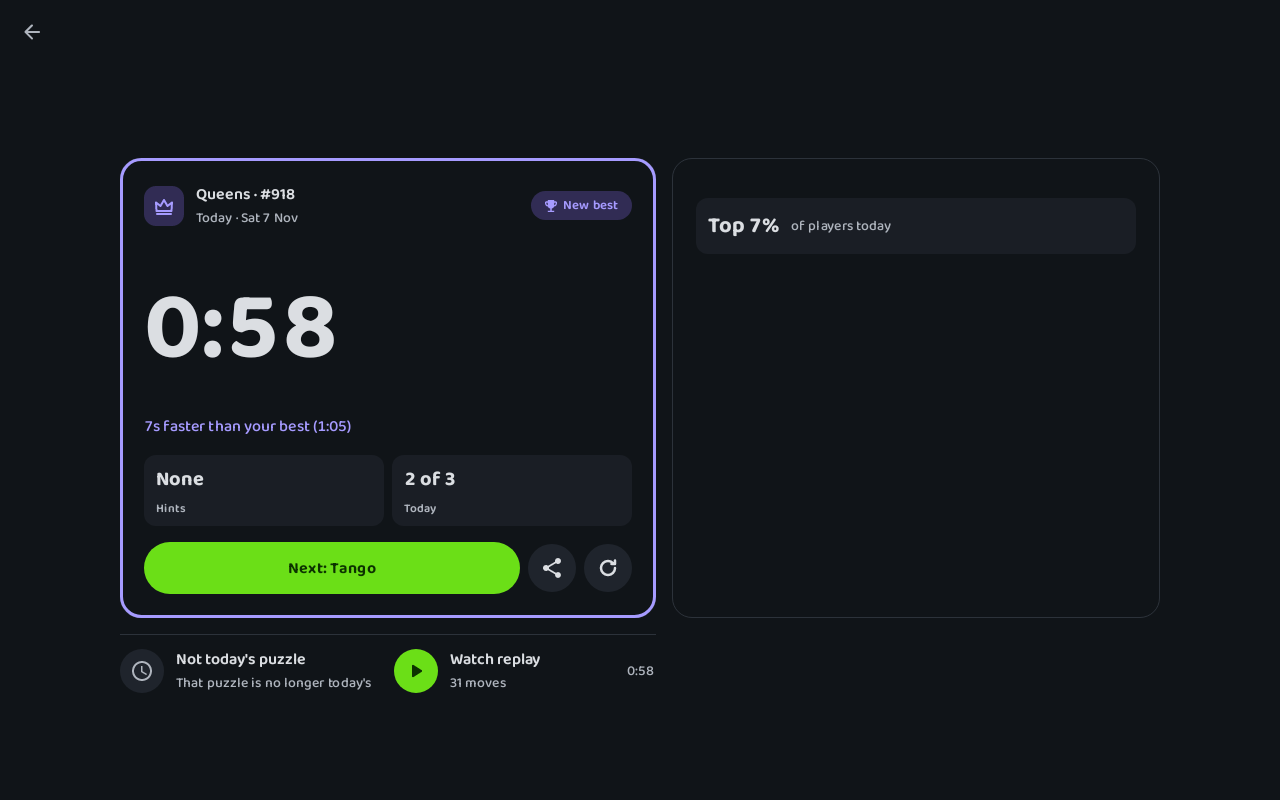 Queens · #918
Today · Sat 7 Nov
New best
0:58
7s faster than your best (1:05)
None
Hints
2 of 3
Today
Next: Tango
Top 7% of players today
Not today's puzzle
That puzzle is no longer today's
Watch replay
31 moves
0:58